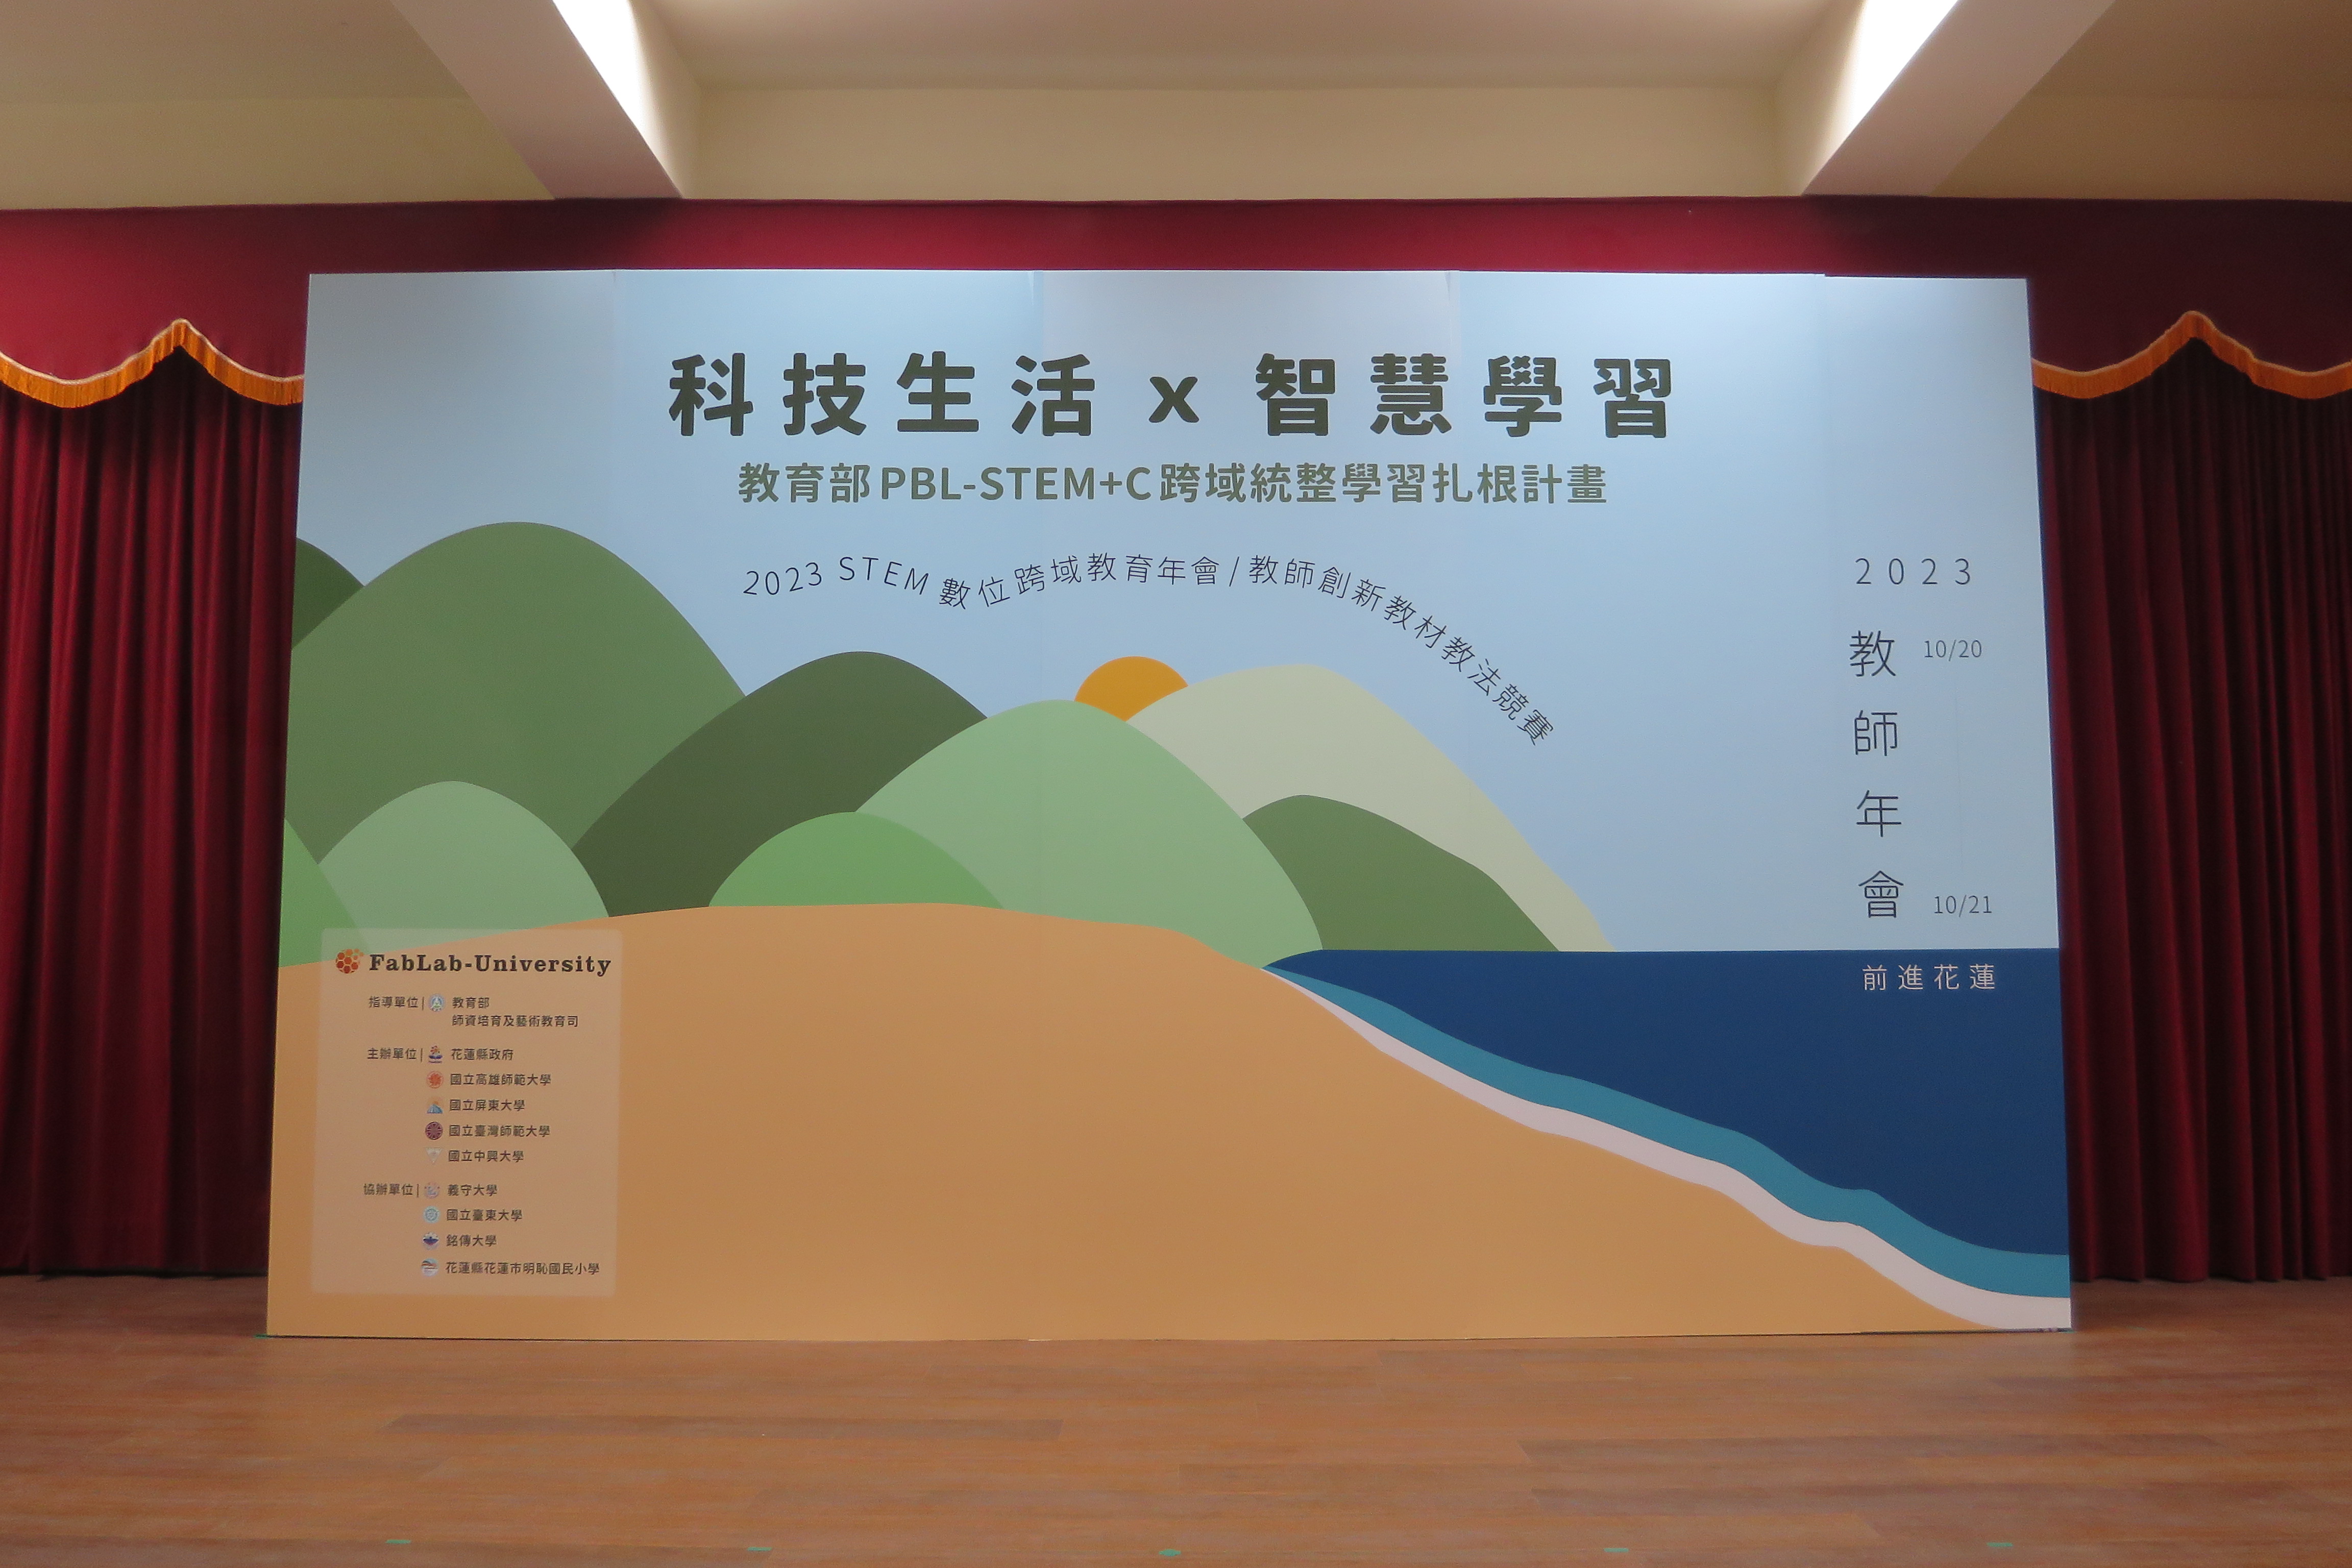 科技生活 x 智慧學習
教育部PBL-STEM+C跨域統整學習扎根計畫
2023 STEM 數位跨域教育年會/教師創新教材教法競賽
2023
教師年會
10/20
10/21
前進花蓮
FabLab-University
指導單位| 教育部
師資培育及藝術教育司
主辦單位| 花蓮縣政府
國立高雄師範大學
國立屏東大學
國立臺灣師範大學
國立中興大學
協辦單位| 義守大學
國立臺東大學
銘傳大學
花蓮縣花蓮市明恥國民小學